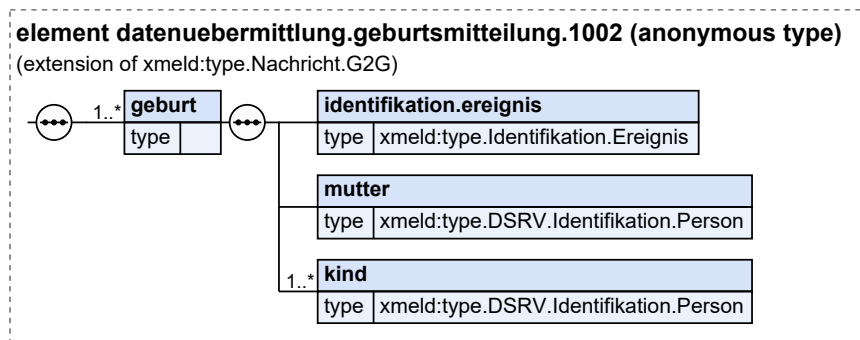 element datenuebermittlung.geburtsmitteilung.1002 (anonymous type)
(extension of xmeld:type.Nachricht.G2G)
1..* geburt
type
identifikation.ereignis
type xmeld:type.Identifikation.Ereignis
mutter
type xmeld:type.DSRV.Identifikation.Person
1..* kind
type xmeld:type.DSRV.Identifikation.Person